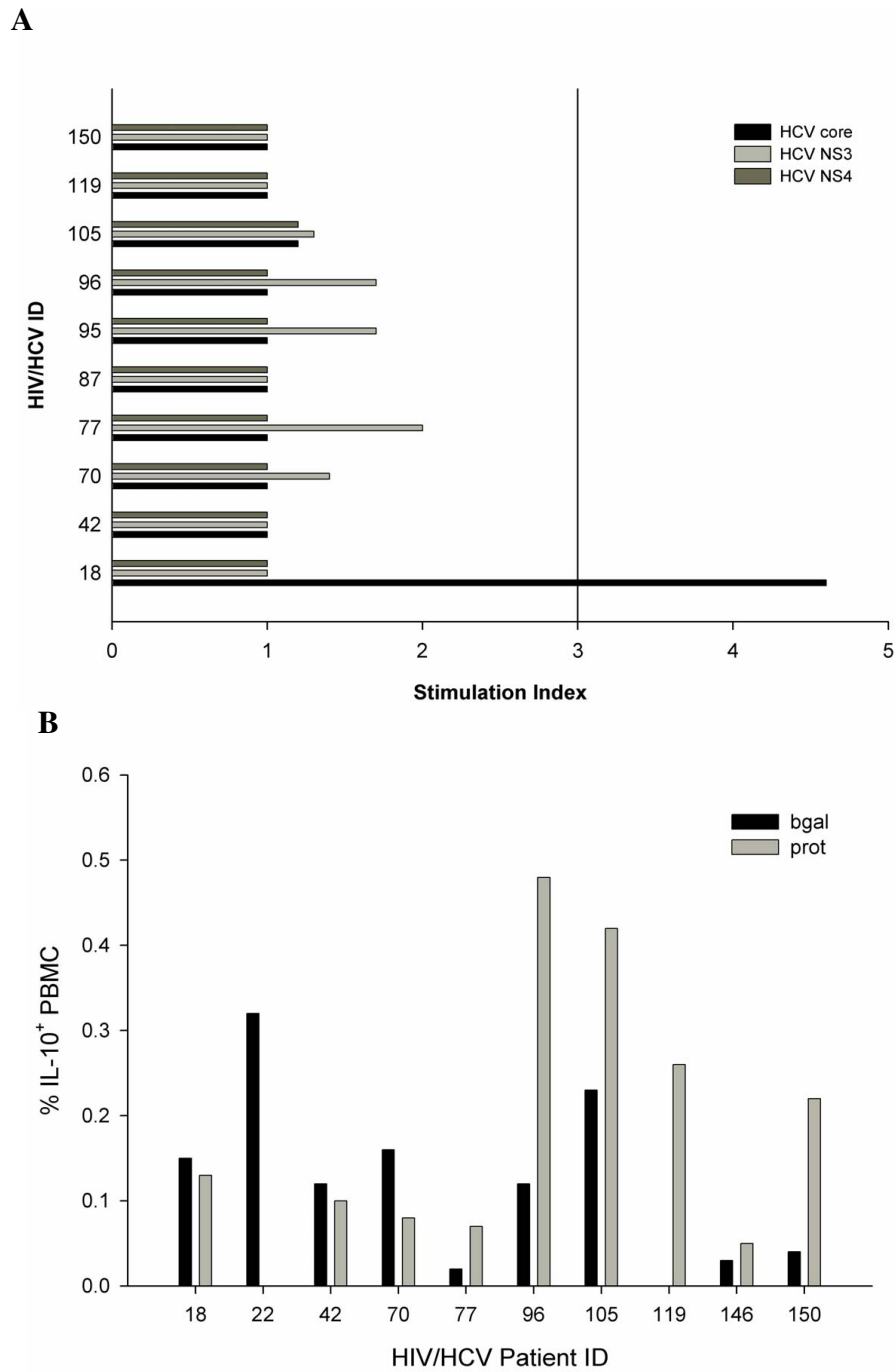 A
150
119
105
96
95
87
77
70
42
18
HIV/HCV ID
HCV core
HCV NS3
HCV NS4
0 1 2 3 4 5
Stimulation Index
B
0.6
0.5
0.4
0.3
0.2
0.1
0.0
% IL-10⁺ PBMC
bgal
prot
18 22 42 70 77 96 105 119 146 150
HIV/HCV Patient ID